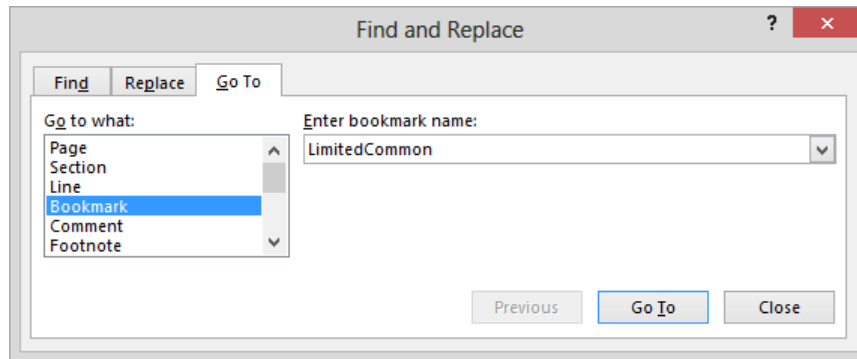 Find and Replace
?
×
Find
Replace
Go To
Go to what:
Page
Section
Line
Bookmark
Comment
Footnote
Enter bookmark name:
LimitedCommon
Previous
Go To
Close